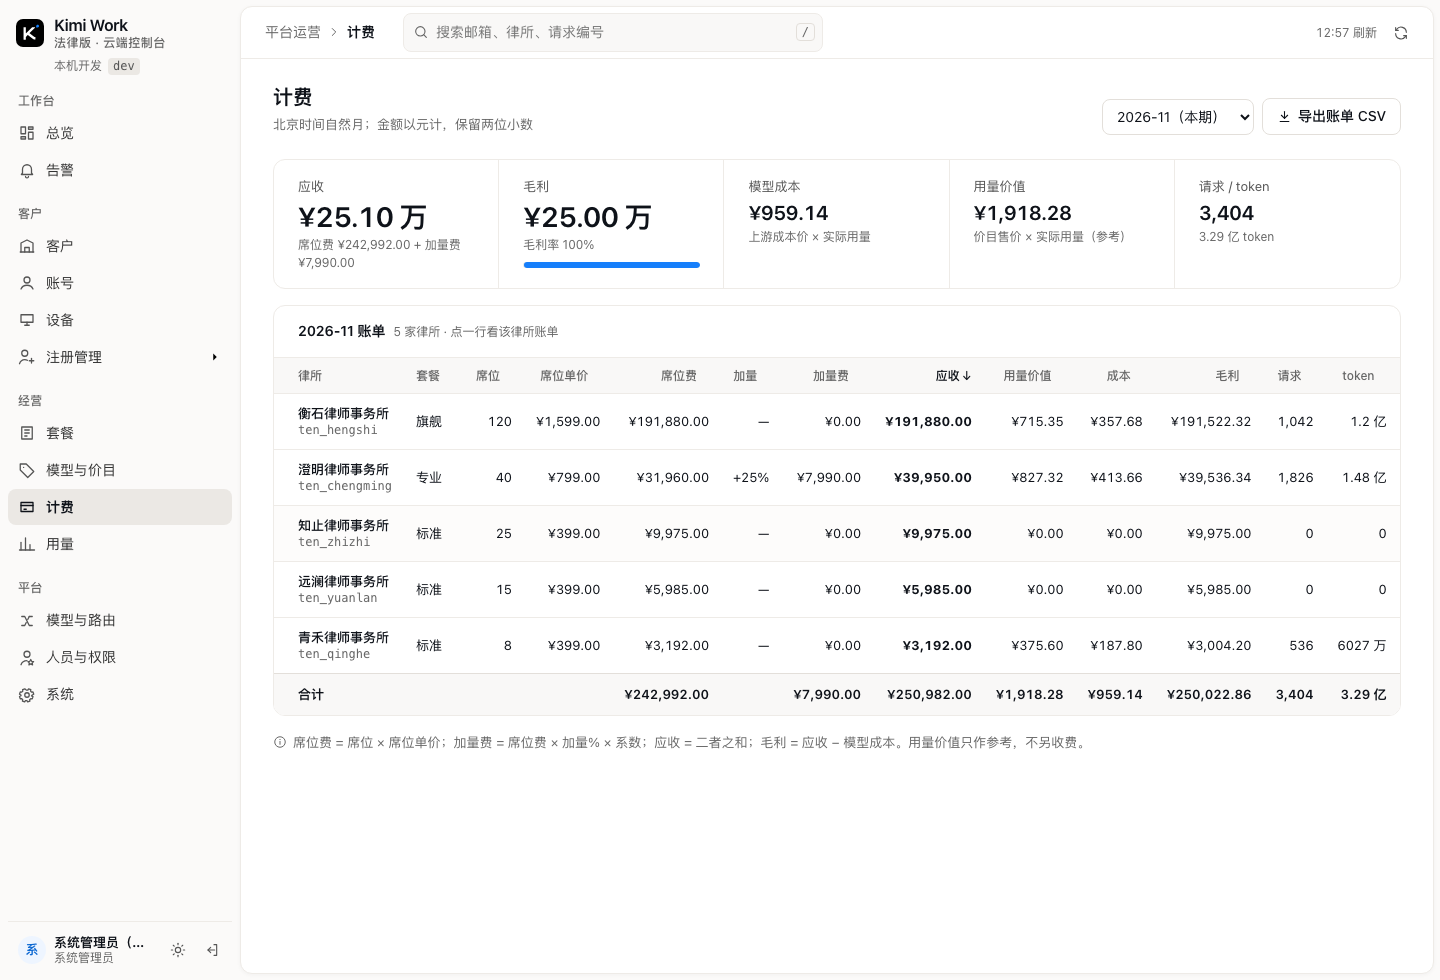 Kimi Work
法律版 · 云端控制台
本机开发 dev
工作台
总览
告警
客户
客户
账号
设备
注册管理
经营
套餐
模型与价目
计费
用量
平台
模型与路由
人员与权限
系统
系
系统管理员（...
系统管理员
平台运营 > 计费
搜索邮箱、律所、请求编号 /
12:57 刷新
计费
北京时间自然月；金额以元计，保留两位小数
2026-11（本期）
导出账单 CSV
应收
¥25.10 万
席位费 ¥242,992.00 + 加量费
¥7,990.00
毛利
¥25.00 万
毛利率 100%
模型成本
¥959.14
上游成本价 × 实际用量
用量价值
¥1,918.28
价目售价 × 实际用量（参考）
请求 / token
3,404
3.29 亿 token
2026-11 账单 5 家律所 · 点一行看该律所账单
律所 套餐 席位 席位单价 席位费 加量 加量费 应收↓ 用量价值 成本 毛利 请求 token
衡石律师事务所 旗舰 120 ¥1,599.00 ¥191,880.00 — ¥0.00 ¥191,880.00 ¥715.35 ¥357.68 ¥191,522.32 1,042 1.2 亿
ten_hengshi
澄明律师事务所 专业 40 ¥799.00 ¥31,960.00 +25% ¥7,990.00 ¥39,950.00 ¥827.32 ¥413.66 ¥39,536.34 1,826 1.48 亿
ten_chengming
知止律师事务所 标准 25 ¥399.00 ¥9,975.00 — ¥0.00 ¥9,975.00 ¥0.00 ¥0.00 ¥9,975.00 0 0
ten_zhizhi
远澜律师事务所 标准 15 ¥399.00 ¥5,985.00 — ¥0.00 ¥5,985.00 ¥0.00 ¥0.00 ¥5,985.00 0 0
ten_yuanlan
青禾律师事务所 标准 8 ¥399.00 ¥3,192.00 — ¥0.00 ¥3,192.00 ¥375.60 ¥187.80 ¥3,004.20 536 6027 万
ten_qinghe
合计 ¥242,992.00 ¥7,990.00 ¥250,982.00 ¥1,918.28 ¥959.14 ¥250,022.86 3,404 3.29 亿
席位费 = 席位 × 席位单价；加量费 = 席位费 × 加量% × 系数；应收 = 二者之和；毛利 = 应收 − 模型成本。用量价值只作参考，不另收费。